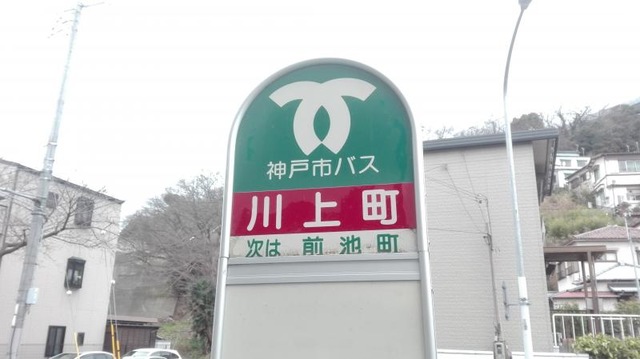 神戸市バス
川上町
次は 前池町